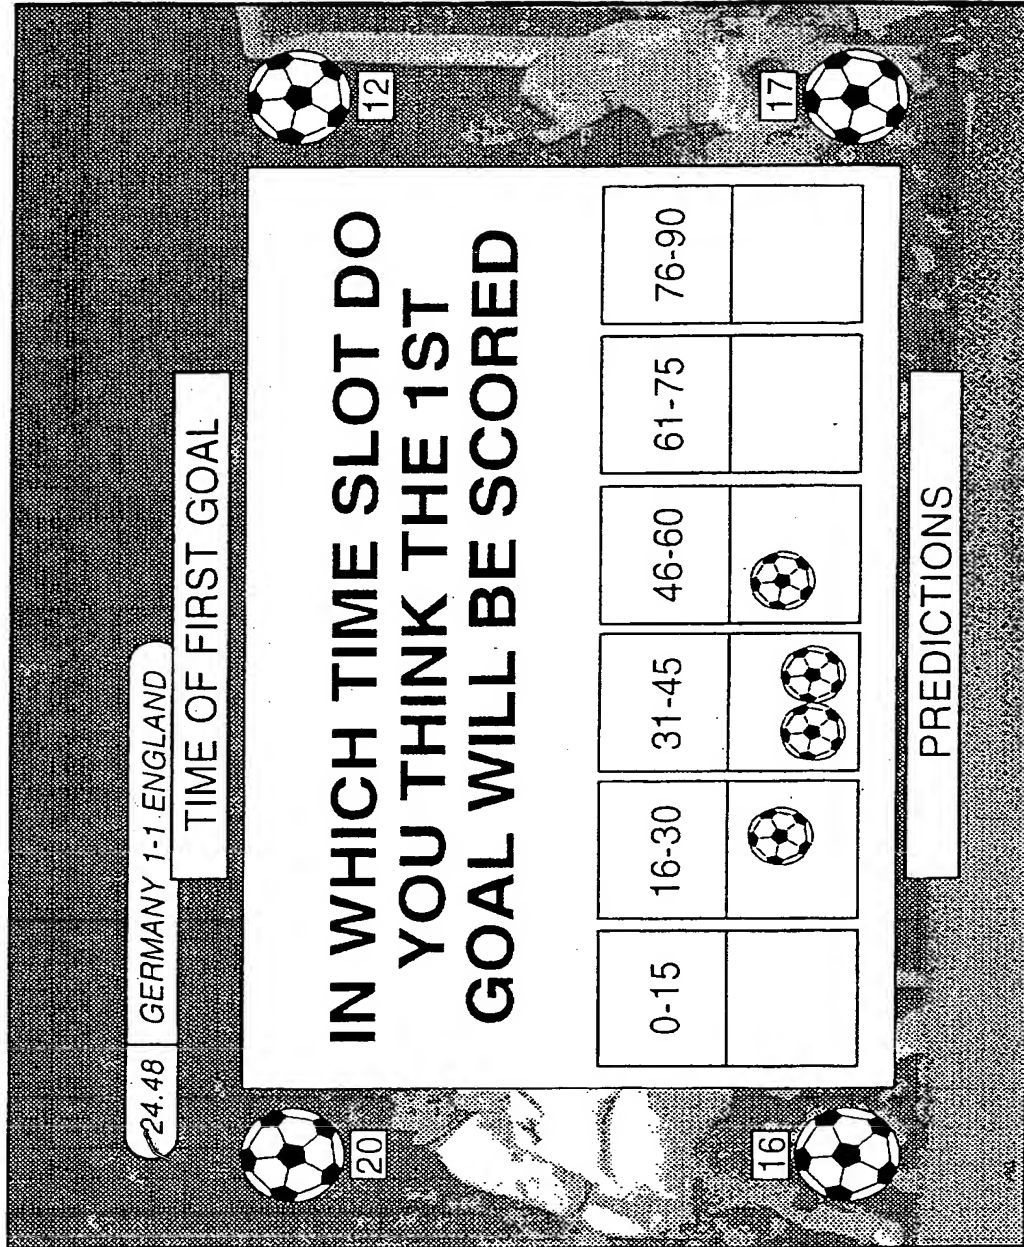 24.48 GERMANY 1-1 ENGLAND
TIME OF FIRST GOAL
20
12
IN WHICH TIME SLOT DO
YOU THINK THE 1ST
GOAL WILL BE SCORED
0-15 16-30 31-45 46-60 61-75 76-90
16
17
PREDICTIONS